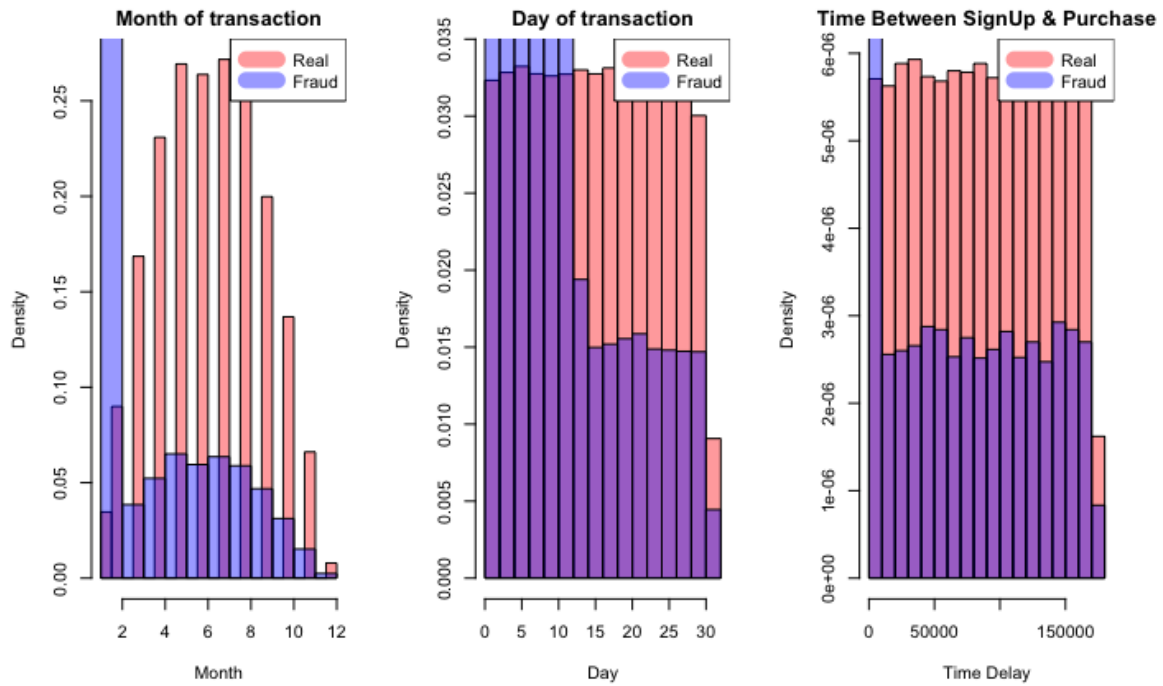 Month of transaction
Real
Fraud
0.25
0.20
0.15
0.10
0.05
0.00
Density
2 4 6 8 10 12
Month
Day of transaction
Real
Fraud
0.035
0.030
0.025
0.020
0.015
0.010
0.005
0.000
Density
0 5 15 20 25 30
Day
Time Between SignUp & Purchase
Real
Fraud
6e-06
5e-06
4e-06
3e-06
2e-06
1e-06
0e+00
Density
0 50000 150000
Time Delay